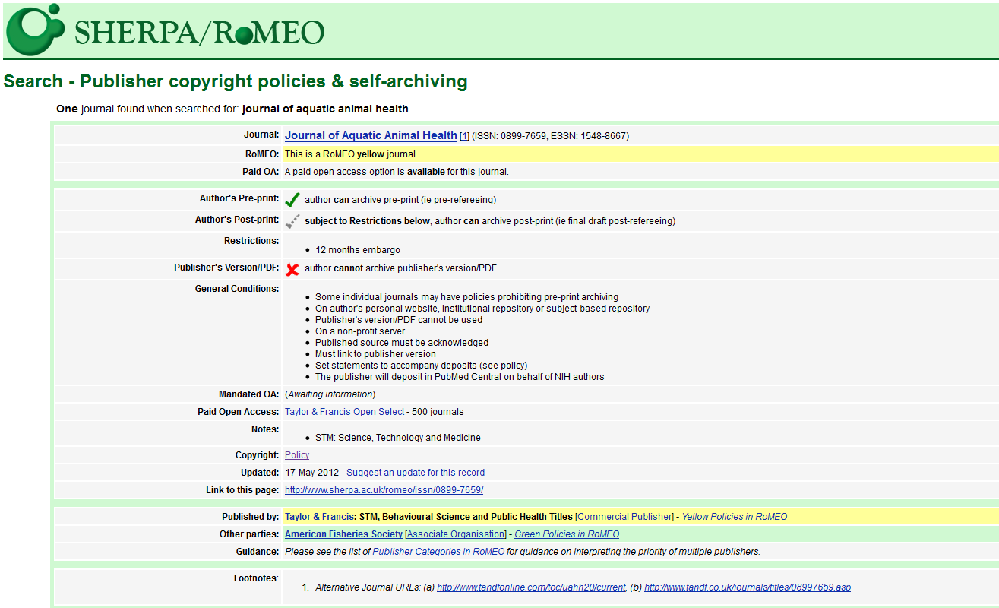 SHERPA/RoMEO
Search - Publisher copyright policies & self-archiving
One journal found when searched for: journal of aquatic animal health
Journal: Journal of Aquatic Animal Health [1] (ISSN: 0899-7659, ESSN: 1548-8667)
RoMEO: This is a RoMEO yellow journal
Paid OA: A paid open access option is available for this journal.
Author's Pre-print: author can archive pre-print (ie pre-refereeing)
Author's Post-print: subject to Restrictions below, author can archive post-print (ie final draft post-refereeing)
Restrictions:
• 12 months embargo
Publisher's Version/PDF: author cannot archive publisher's version/PDF
General Conditions:
• Some individual journals may have policies prohibiting pre-print archiving
• On author's personal website, institutional repository or subject-based repository
• Publisher's version/PDF cannot be used
• On a non-profit server
• Published source must be acknowledged
• Must link to publisher version
• Set statements to accompany deposits (see policy)
• The publisher will deposit in PubMed Central on behalf of NIH authors
Mandated OA: (Awaiting information)
Paid Open Access: Taylor & Francis Open Select - 500 journals
Notes:
• STM: Science, Technology and Medicine
Copyright: Policy
Updated: 17-May-2012 - Suggest an update for this record
Link to this page: http://www.sherpa.ac.uk/romeo/issn/0899-7659/
Published by: Taylor & Francis: STM, Behavioural Science and Public Health Titles [Commercial Publisher] - Yellow Policies in RoMEO
Other parties: American Fisheries Society [Associate Organisation] - Green Policies in RoMEO
Guidance: Please see the list of Publisher Categories in RoMEO for guidance on interpreting the priority of multiple publishers.
Footnotes:
1. Alternative Journal URLs: (a) http://www.tandfonline.com/toc/uahh20/current, (b) http://www.tandf.co.uk/journals/titles/08997659.asp